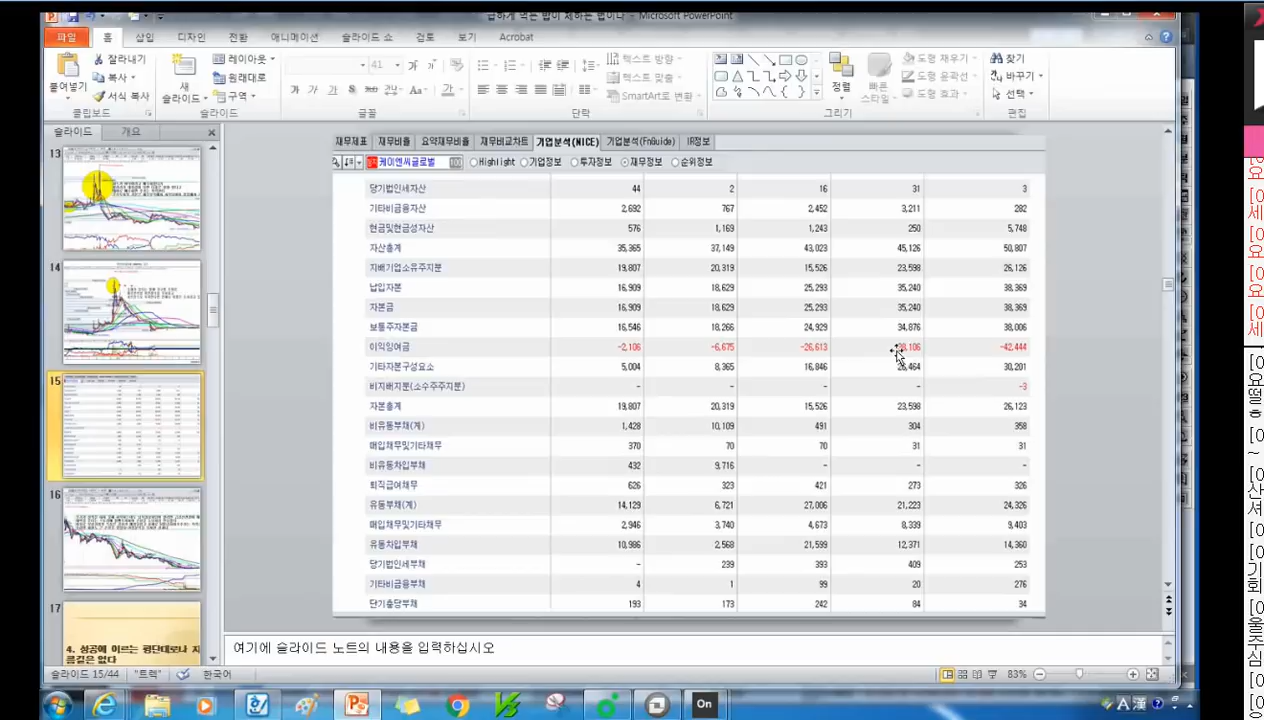 급하게 먹은 밥이 체하는 법이다 - Microsoft PowerPoint
파일 홈 삽입 디자인 전환 애니메이션 슬라이드 쇼 검토 보기 Acrobat
잘라내기
복사
서식 복사
붙여넣기
클립보드
새 슬라이드
레이아웃
원래대로
구역
슬라이드
41
글꼴
텍스트 방향
텍스트 맞춤
SmartArt로 변환
단락
정렬
빠른 스타일
도형 채우기
도형 윤곽선
도형 효과
그리기
찾기
바꾸기
선택
편집
슬라이드 개요
13
14
15
16
17
4. 성공에 이르는 평탄대로나 지
름길은 없다
재무제표 재무비율 요약재무비율 재무비교차트 기업분석(NICE) 기업분석(FnGuide) IR정보
케이엔씨글로벌 Highlight 기업정보 투자정보 재무정보 순위정보
당기법인세자산 44 2 16 31 3
기타비금융자산 2,692 767 2,452 3,211 282
현금및현금성자산 576 1,169 1,243 250 5,748
자산총계 35,365 37,149 43,023 45,126 50,807
지배기업소유주지분 19,807 20,319 15,526 23,598 26,126
납입자본 16,909 18,629 25,293 35,240 38,369
자본금 16,909 18,629 25,293 35,240 38,369
보통주자본금 16,546 18,266 24,929 34,876 38,006
이익잉여금 -2,106 -6,675 -26,613 -42,444
기타자본구성요소 5,004 8,365 16,846 30,201
비지배지분(소수주주지분) - - - - -3
자본총계 19,807 20,319 15,526 23,598 26,123
비유동부채(계) 1,428 10,109 491 304 358
매입채무및기타채무 370 70 70 31 31
비유동차입부채 432 9,716 - - -
퇴직급여채무 626 323 421 273 326
유동부채(계) 14,129 6,721 27,006 21,223 24,326
매입채무및기타채무 2,946 3,740 4,673 8,339 9,403
유동차입부채 10,986 2,568 21,599 12,371 14,360
당기법인세부채 - 239 393 409 253
기타비금융부채 4 1 99 20 276
단기충당부채 193 173 242 84 34
여기에 슬라이드 노트의 내용을 입력하십시오
슬라이드 15/44 "트렉" 한국어 83%
On
A 漢